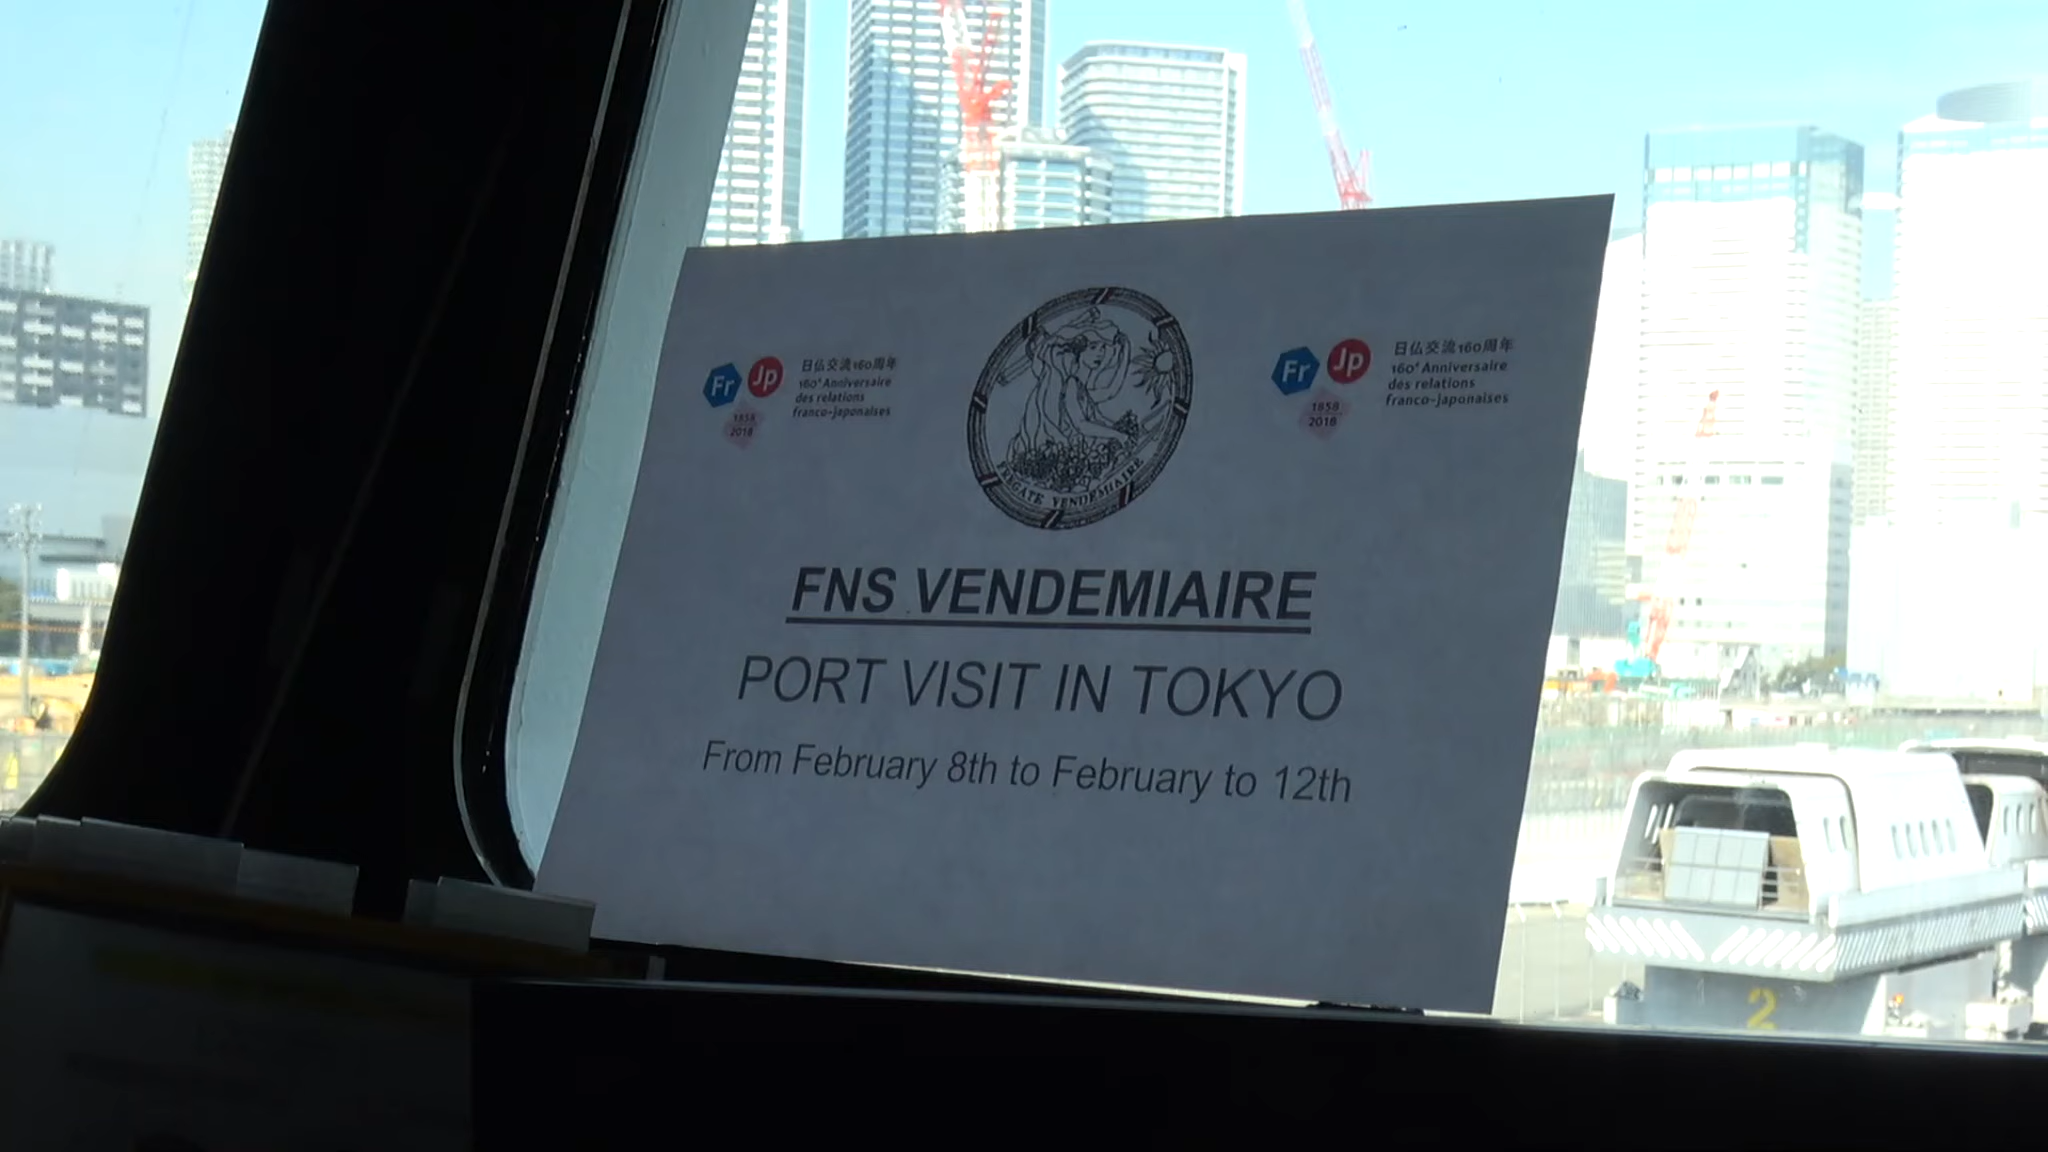 Fr Jp
1858
2018
日仏交流160周年
160e Anniversaire
des relations
franco-japonaises
FREGATE VENDEMIAIRE
Fr Jp
1858
2018
日仏交流160周年
160e Anniversaire
des relations
franco-japonaises
FNS VENDEMIAIRE
PORT VISIT IN TOKYO
From February 8th to February to 12th
2